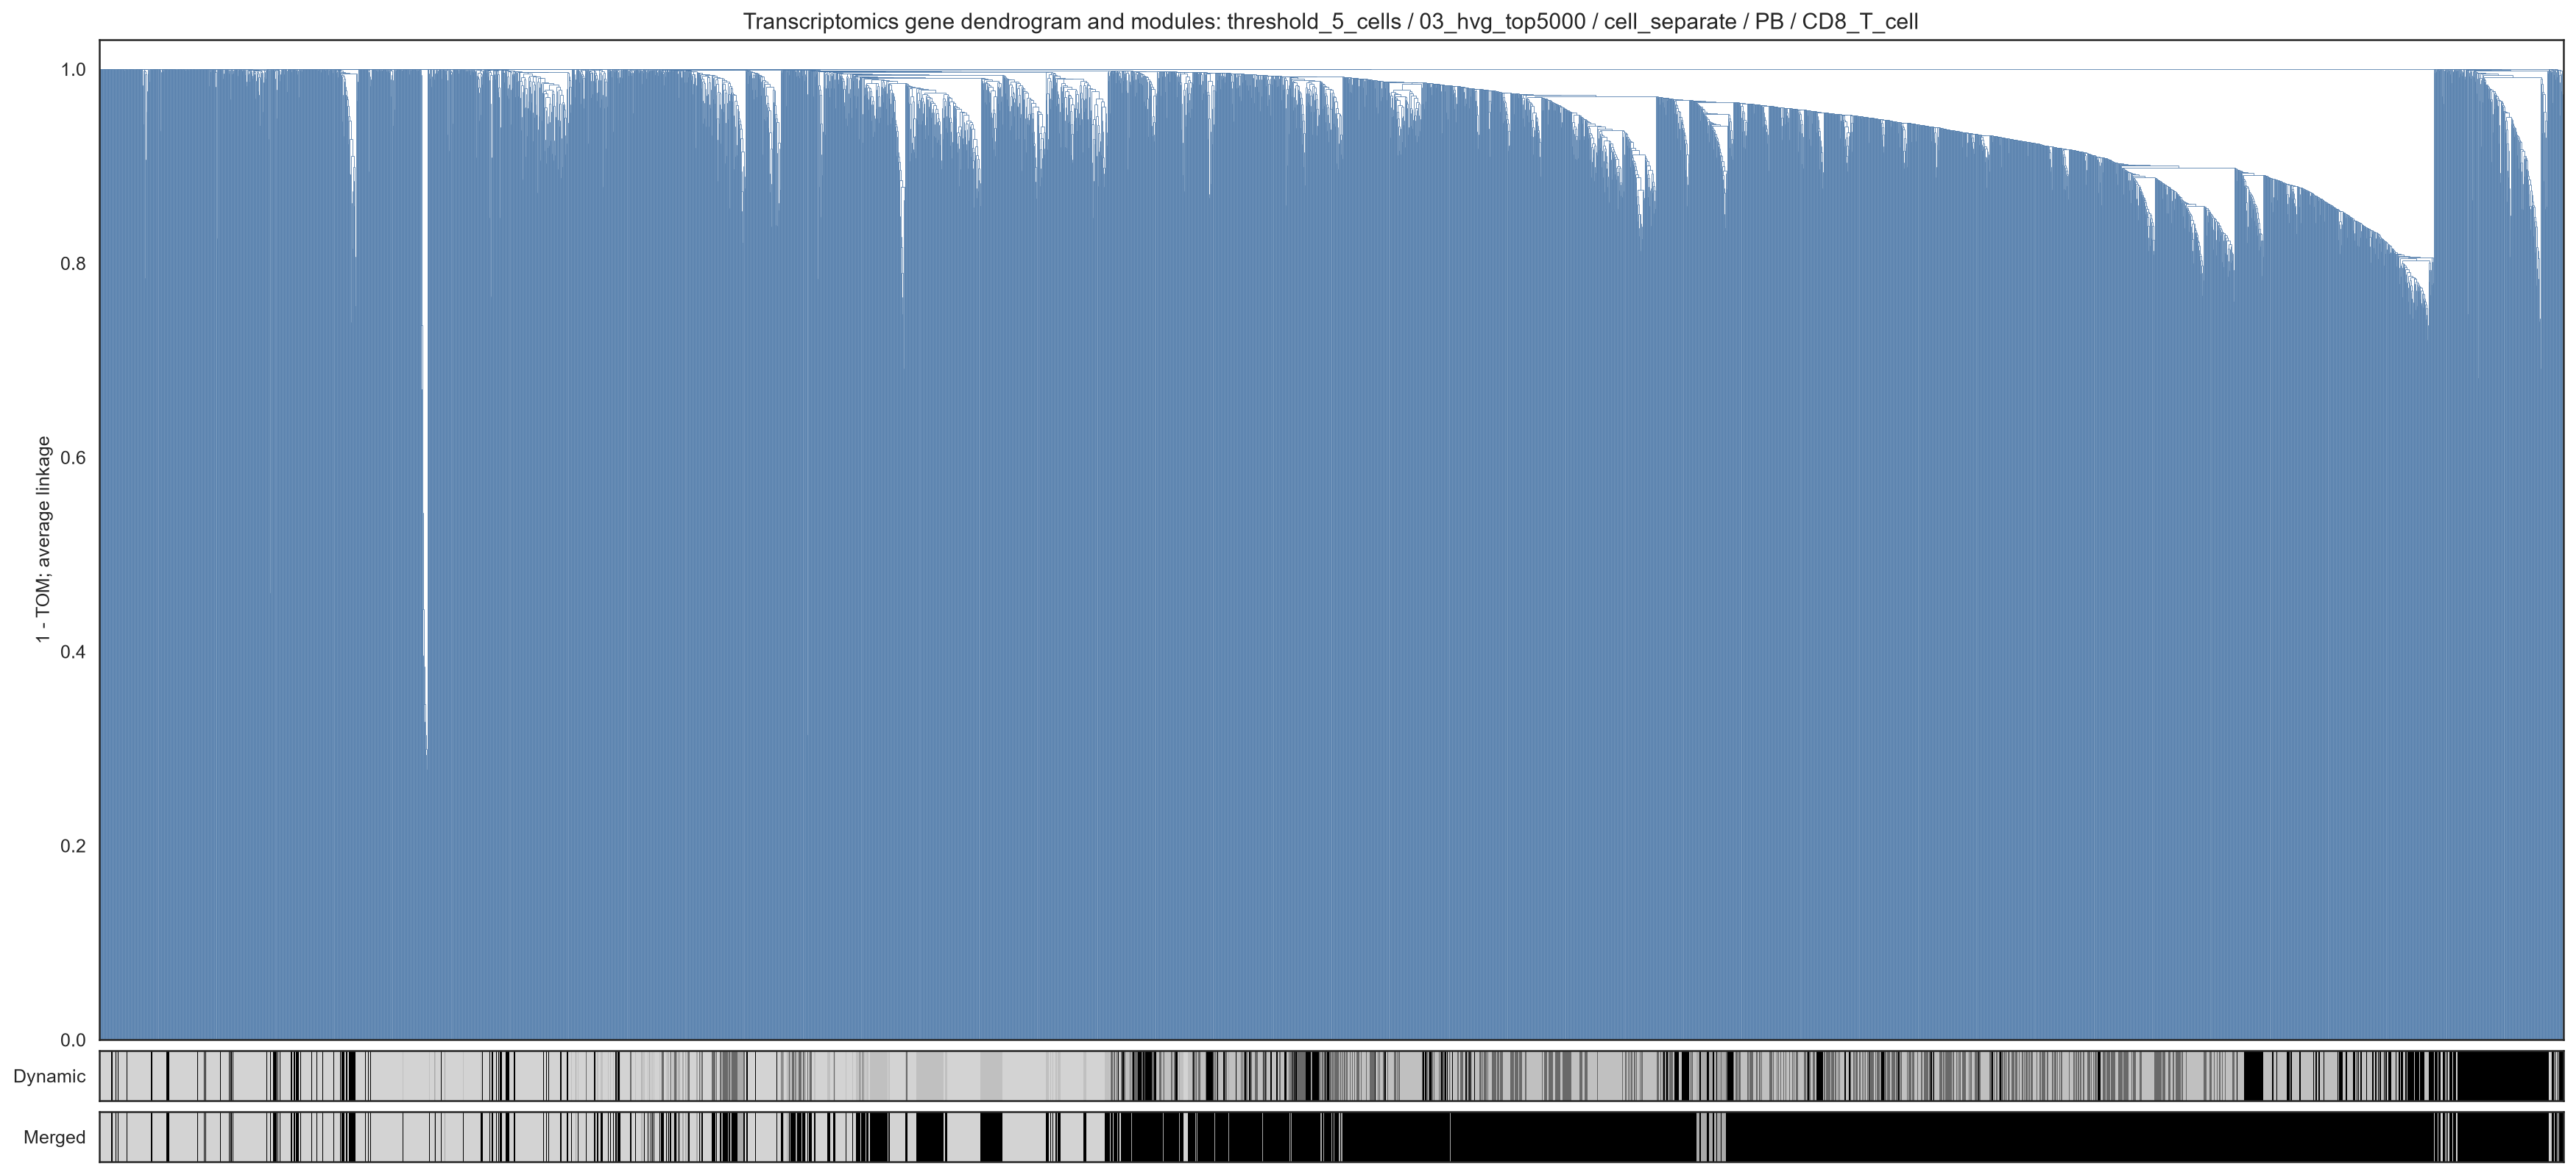 Transcriptomics gene dendrogram and modules: threshold_5_cells / 03_hvg_top5000 / cell_separate / PB / CD8_T_cell
1.0
0.8
0.6
0.4
0.2
0.0
1 - TOM; average linkage
Dynamic
Merged